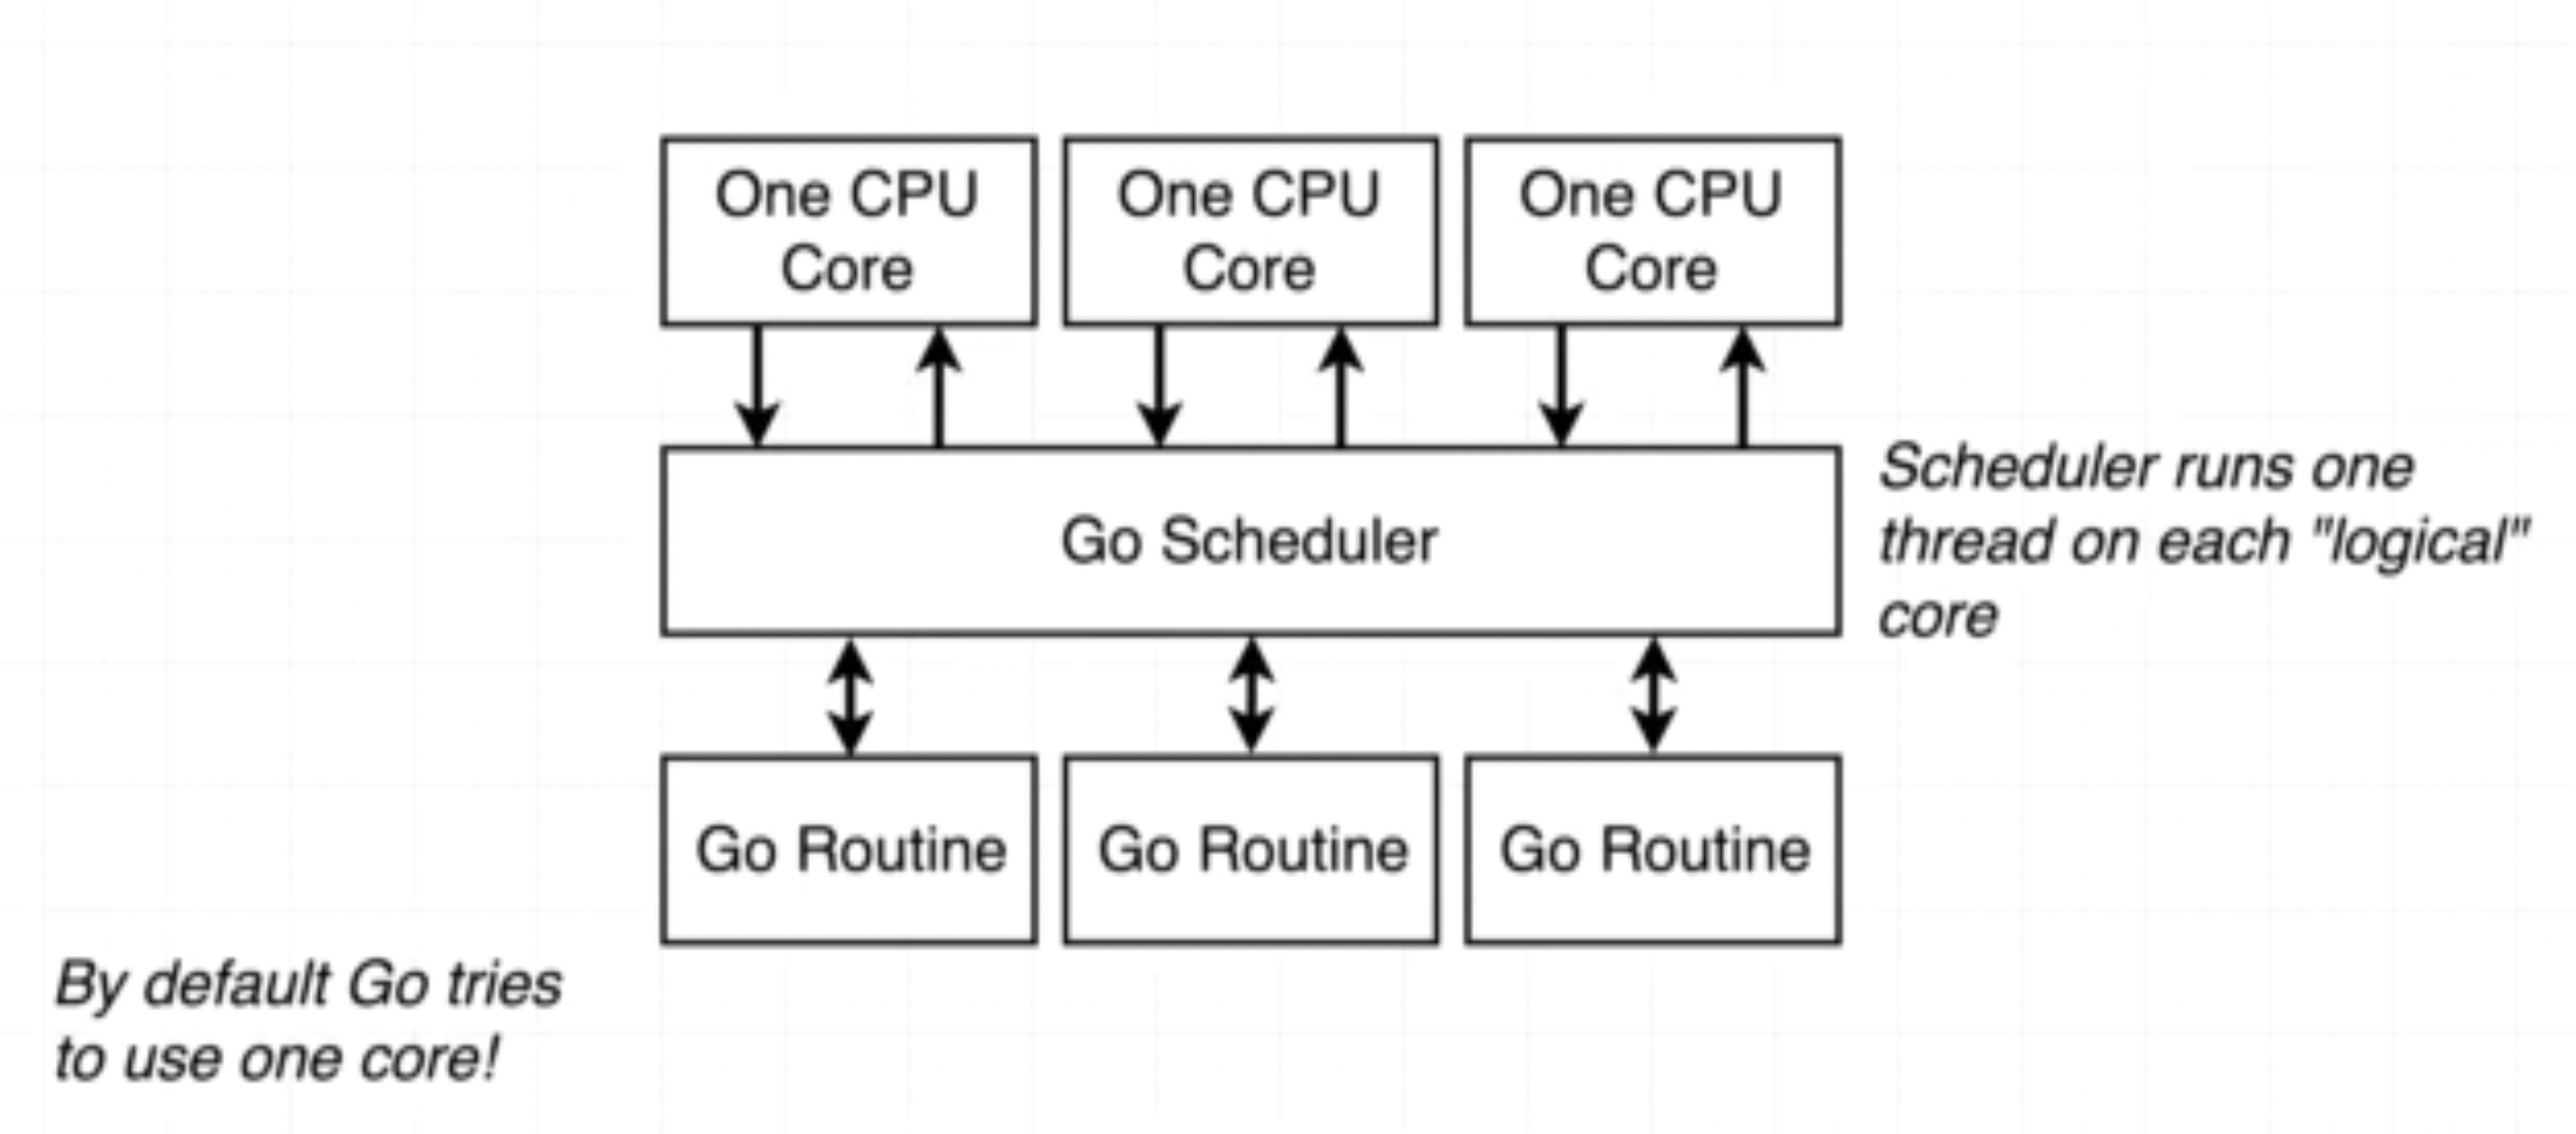 One CPU
Core
One CPU
Core
One CPU
Core
Go Scheduler
Scheduler runs one
thread on each "logical"
core
Go Routine
Go Routine
Go Routine
By default Go tries
to use one core!